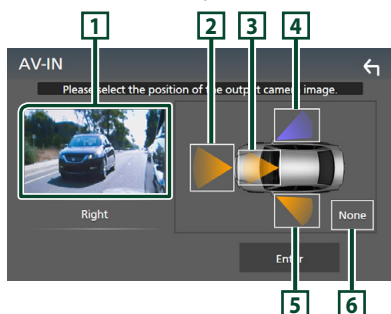 1 2 3 4
AV-IN
Please select the position of the output camera image.
Right
None
Enter
5 6